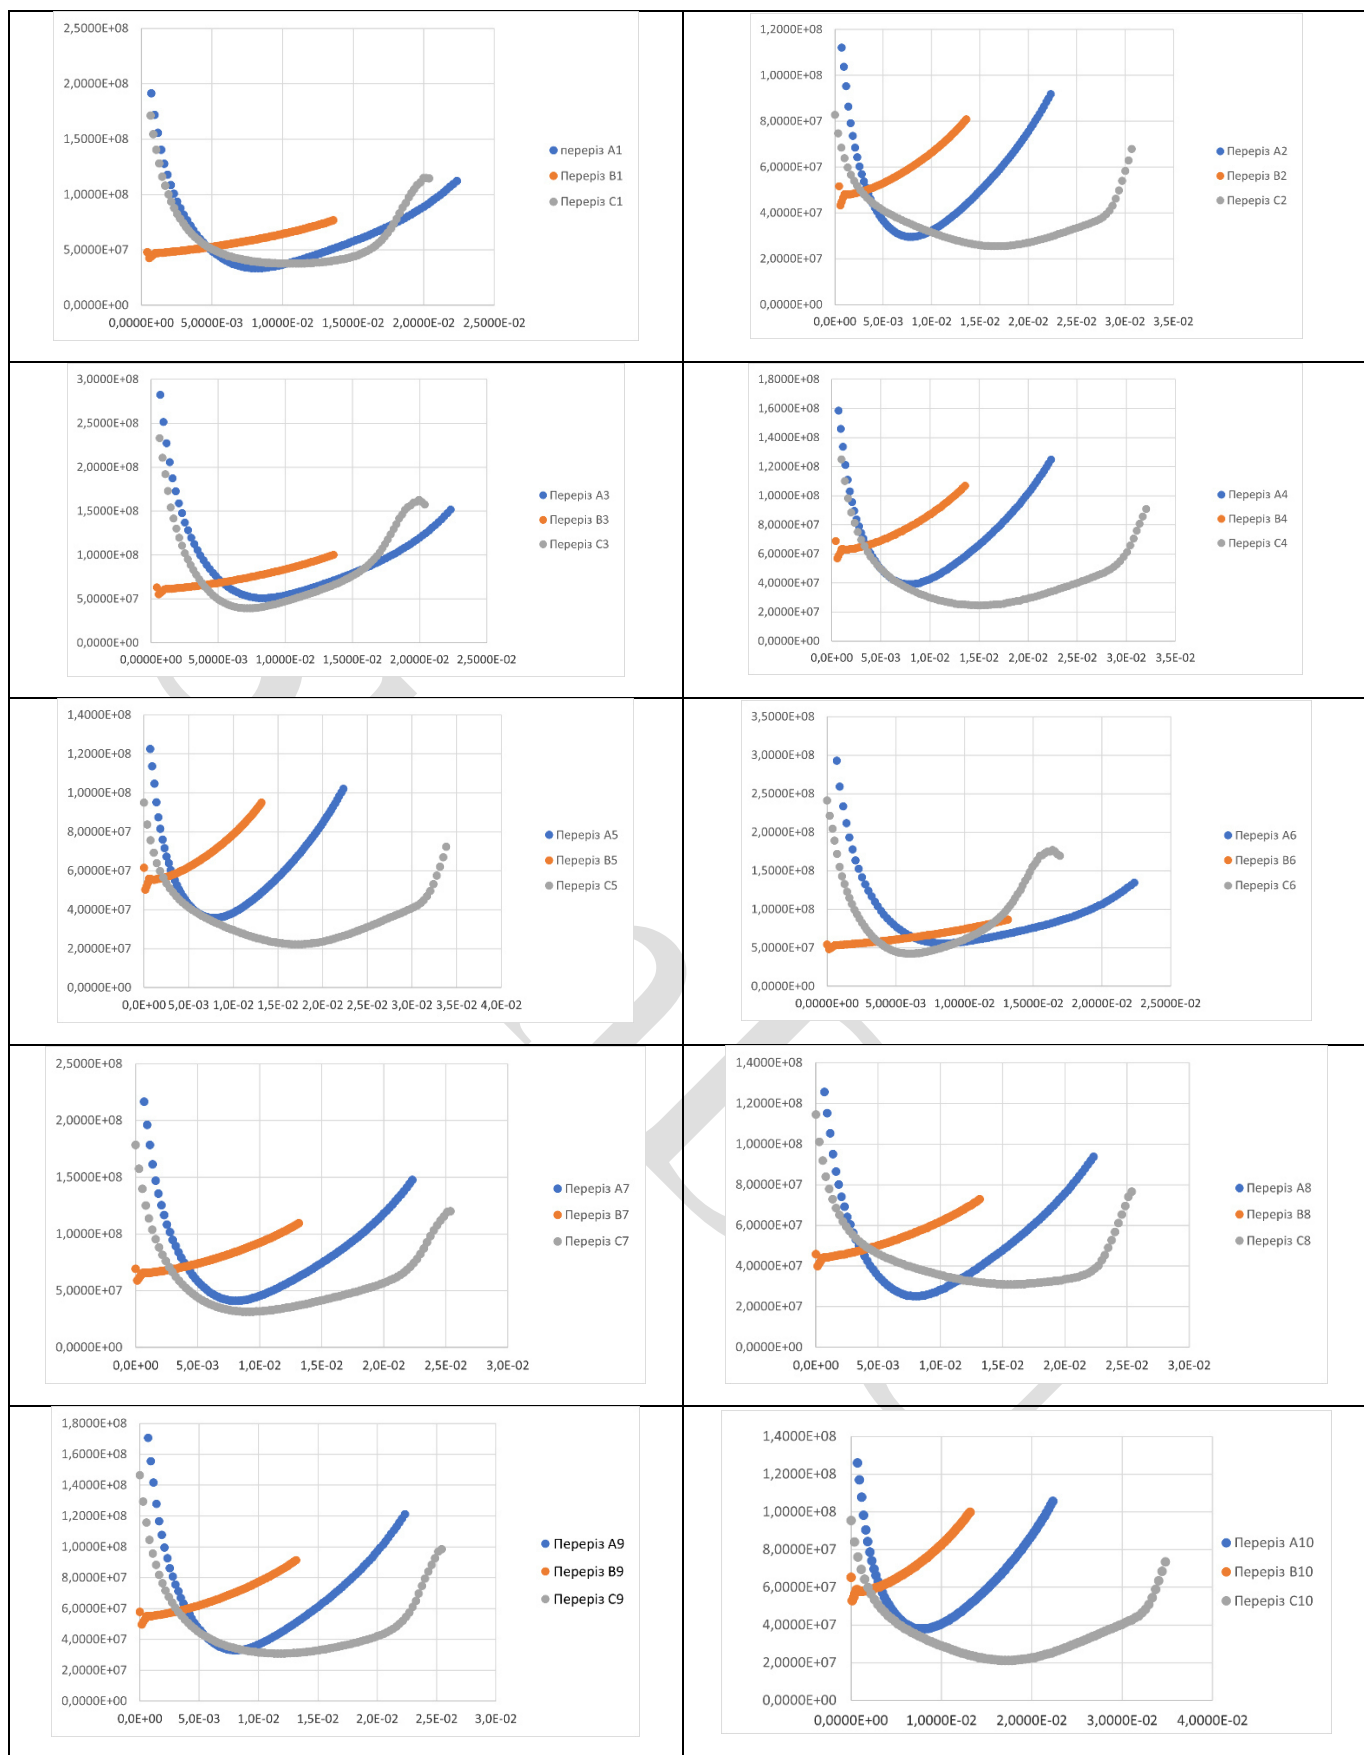 2,5000E+08
2,0000E+08
1,5000E+08
1,0000E+08
5,0000E+07
0,0000E+00
0,0000E+00 5,0000E-03 1,0000E-02 1,5000E-02 2,0000E-02 2,5000E-02
переріз A1
Переріз B1
Переріз C1
1,2000E+08
1,0000E+08
8,0000E+07
6,0000E+07
4,0000E+07
2,0000E+07
0,0000E+00
0,0E+00 5,0E-03 1,0E-02 1,5E-02 2,0E-02 2,5E-02 3,0E-02 3,5E-02
Переріз A2
Переріз B2
Переріз C2
3,0000E+08
2,5000E+08
2,0000E+08
1,5000E+08
1,0000E+08
5,0000E+07
0,0000E+00
0,0000E+00 5,0000E-03 1,0000E-02 1,5000E-02 2,0000E-02 2,5000E-02
Переріз A3
Переріз B3
Переріз C3
1,8000E+08
1,6000E+08
1,4000E+08
1,2000E+08
1,0000E+08
8,0000E+07
6,0000E+07
4,0000E+07
2,0000E+07
0,0000E+00
0,0E+00 5,0E-03 1,0E-02 1,5E-02 2,0E-02 2,5E-02 3,0E-02 3,5E-02
Переріз A4
Переріз B4
Переріз C4
1,4000E+08
1,2000E+08
1,0000E+08
8,0000E+07
6,0000E+07
4,0000E+07
2,0000E+07
0,0000E+00
0,0E+00 5,0E-03 1,0E-02 1,5E-02 2,0E-02 2,5E-02 3,0E-02 3,5E-02 4,0E-02
Переріз A5
Переріз B5
Переріз C5
3,5000E+08
3,0000E+08
2,5000E+08
2,0000E+08
1,5000E+08
1,0000E+08
5,0000E+07
0,0000E+00
0,0000E+00 5,0000E-03 1,0000E-02 1,5000E-02 2,0000E-02 2,5000E-02
Переріз A6
Переріз B6
Переріз C6
2,5000E+08
2,0000E+08
1,5000E+08
1,0000E+08
5,0000E+07
0,0000E+00
0,0E+00 5,0E-03 1,0E-02 1,5E-02 2,0E-02 2,5E-02 3,0E-02
Переріз A7
Переріз B7
Переріз C7
1,4000E+08
1,2000E+08
1,0000E+08
8,0000E+07
6,0000E+07
4,0000E+07
2,0000E+07
0,0000E+00
0,0E+00 5,0E-03 1,0E-02 1,5E-02 2,0E-02 2,5E-02 3,0E-02
Переріз A8
Переріз B8
Переріз C8
1,8000E+08
1,6000E+08
1,4000E+08
1,2000E+08
1,0000E+08
8,0000E+07
6,0000E+07
4,0000E+07
2,0000E+07
0,0000E+00
0,0E+00 5,0E-03 1,0E-02 1,5E-02 2,0E-02 2,5E-02 3,0E-02
Переріз A9
Переріз B9
Переріз C9
1,4000E+08
1,2000E+08
1,0000E+08
8,0000E+07
6,0000E+07
4,0000E+07
2,0000E+07
0,0000E+00
0,0000E+00 1,0000E-02 2,0000E-02 3,0000E-02 4,0000E-02
Переріз A10
Переріз B10
Переріз C10